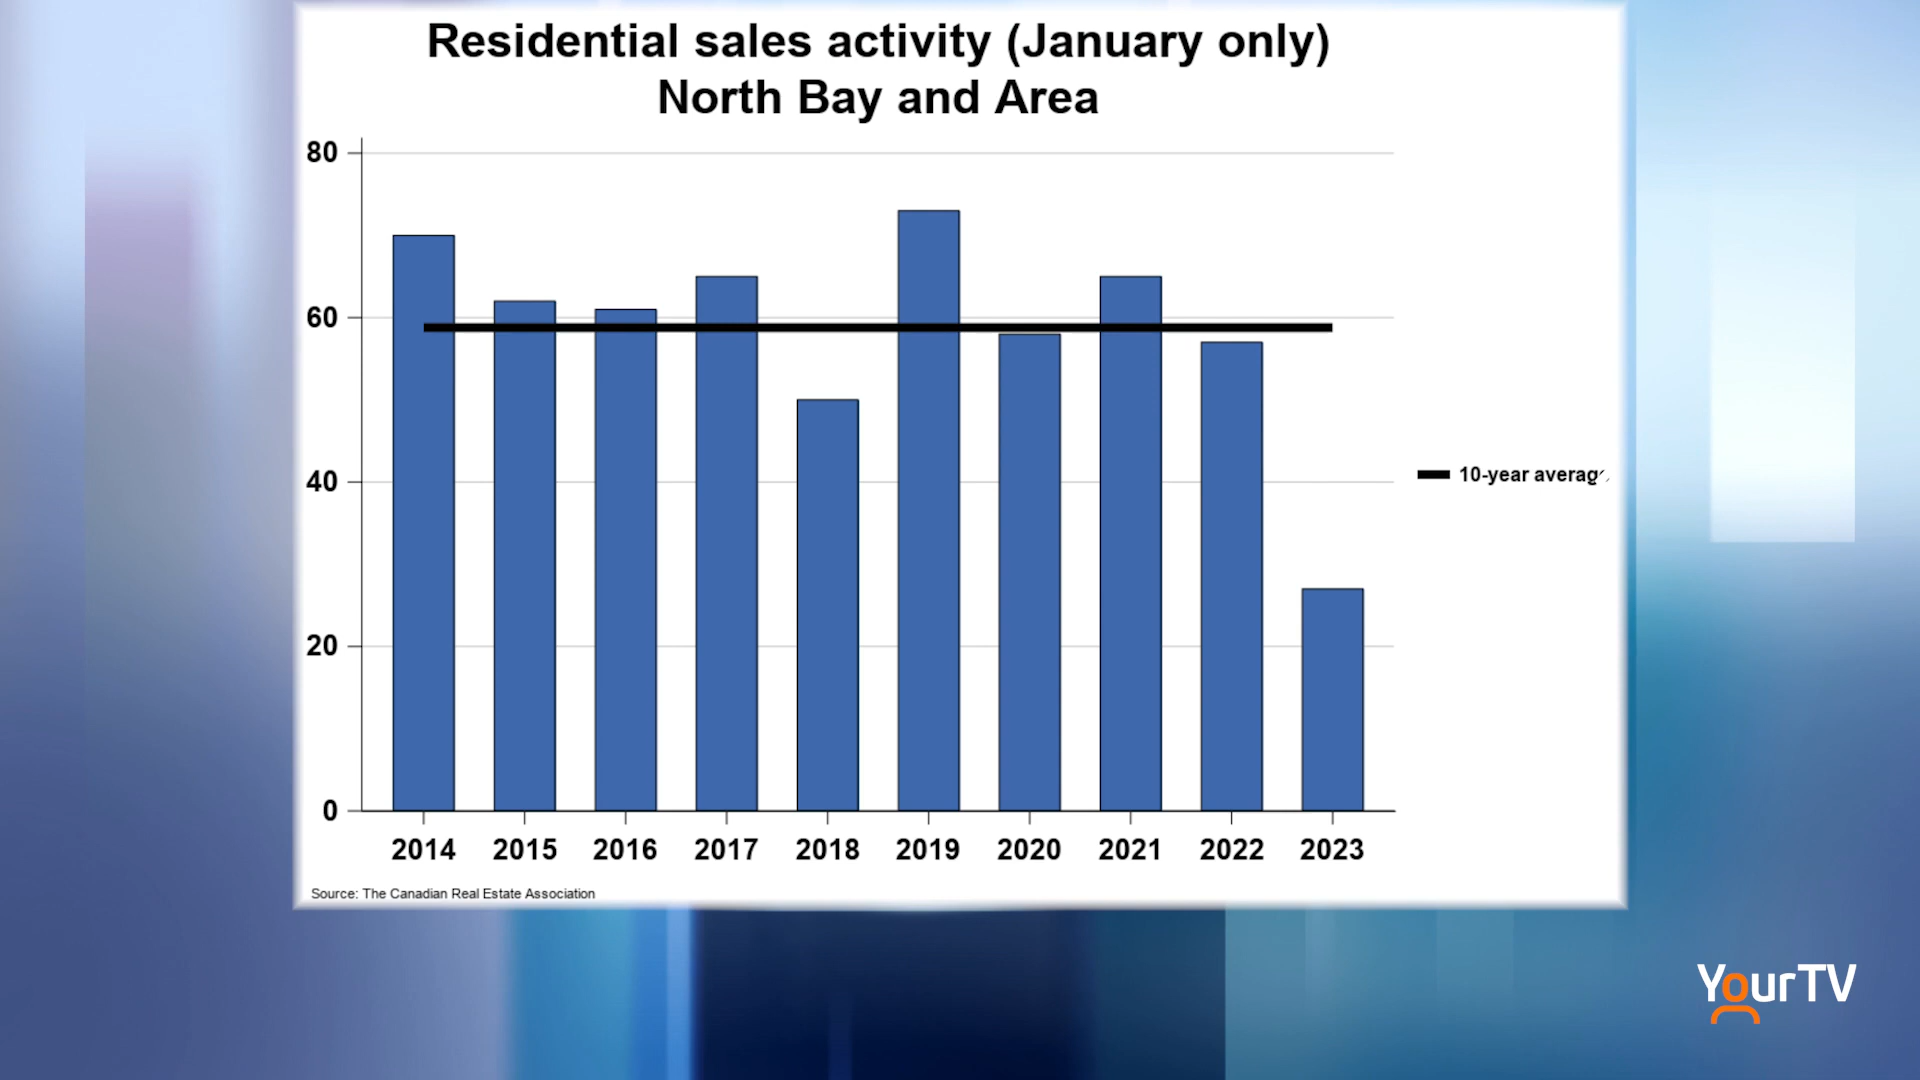 Residential sales activity (January only)
North Bay and Area
80
60
40
20
0
2014 2015 2016 2017 2018 2019 2020 2021 2022 2023
10-year
Source: The Canadian Real Estate Association
YourTV